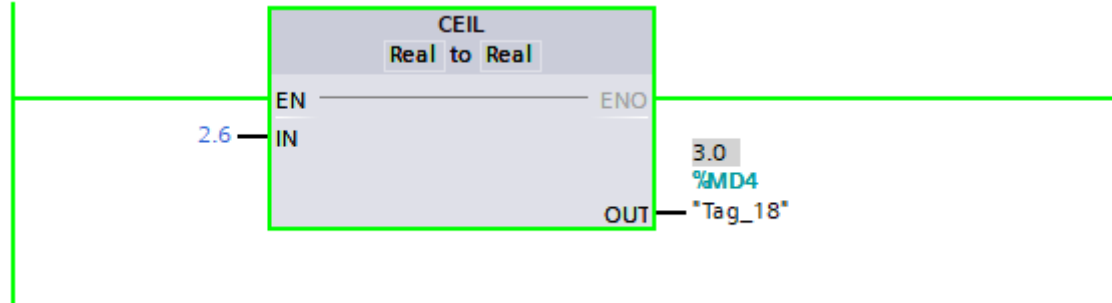 CEIL
Real to Real
EN
ENO
2.6
IN
3.0
%MD4
OUT
"Tag_18"